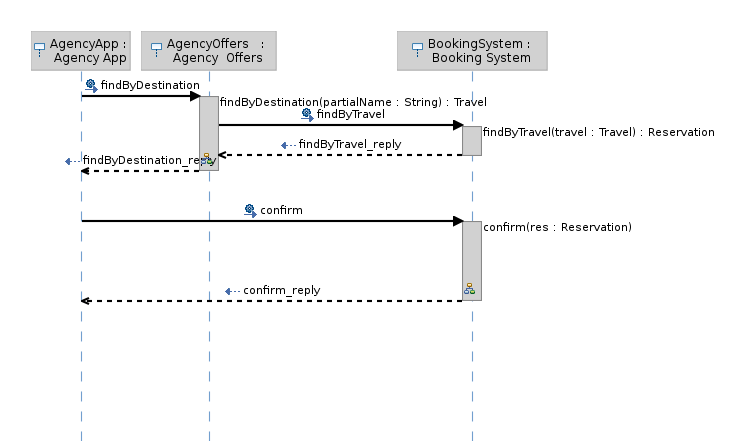 AgencyApp :
Agency App
AgencyOffers :
Agency Offers
BookingSystem :
Booking System
findByDestination
findByDestination(partialName : String) : Travel
findByTravel
findByTravel(travel : Travel) : Reservation
findByTravel_reply
findByDestination_reply
confirm
confirm(res : Reservation)
confirm_reply